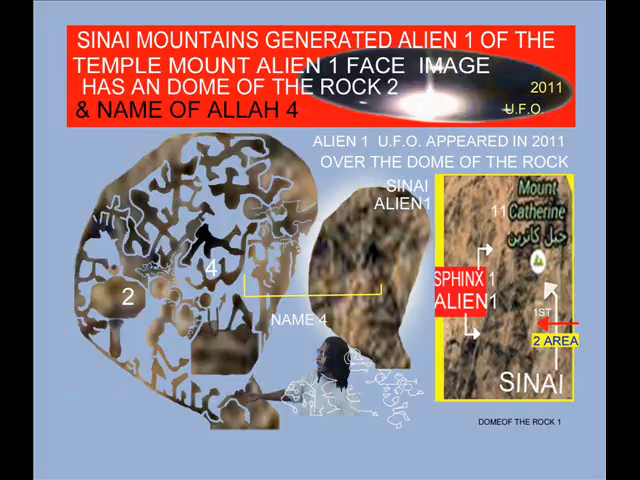 SINAI MOUNTAINS GENERATED ALIEN 1 OF THE
TEMPLE MOUNT ALIEN 1 FACE IMAGE
HAS AN DOME OF THE ROCK 2
& NAME OF ALLAH 4
2011
U.F.O.
ALIEN 1 U.F.O. APPEARED IN 2011
OVER THE DOME OF THE ROCK
SINAI
ALIEN1
Mount
11 Catherine
جبل كاترين
4
2
SPHINX 1
ALIEN1
1ST
NAME 4
2 AREA
SINAI
DOMEOF THE ROCK 1